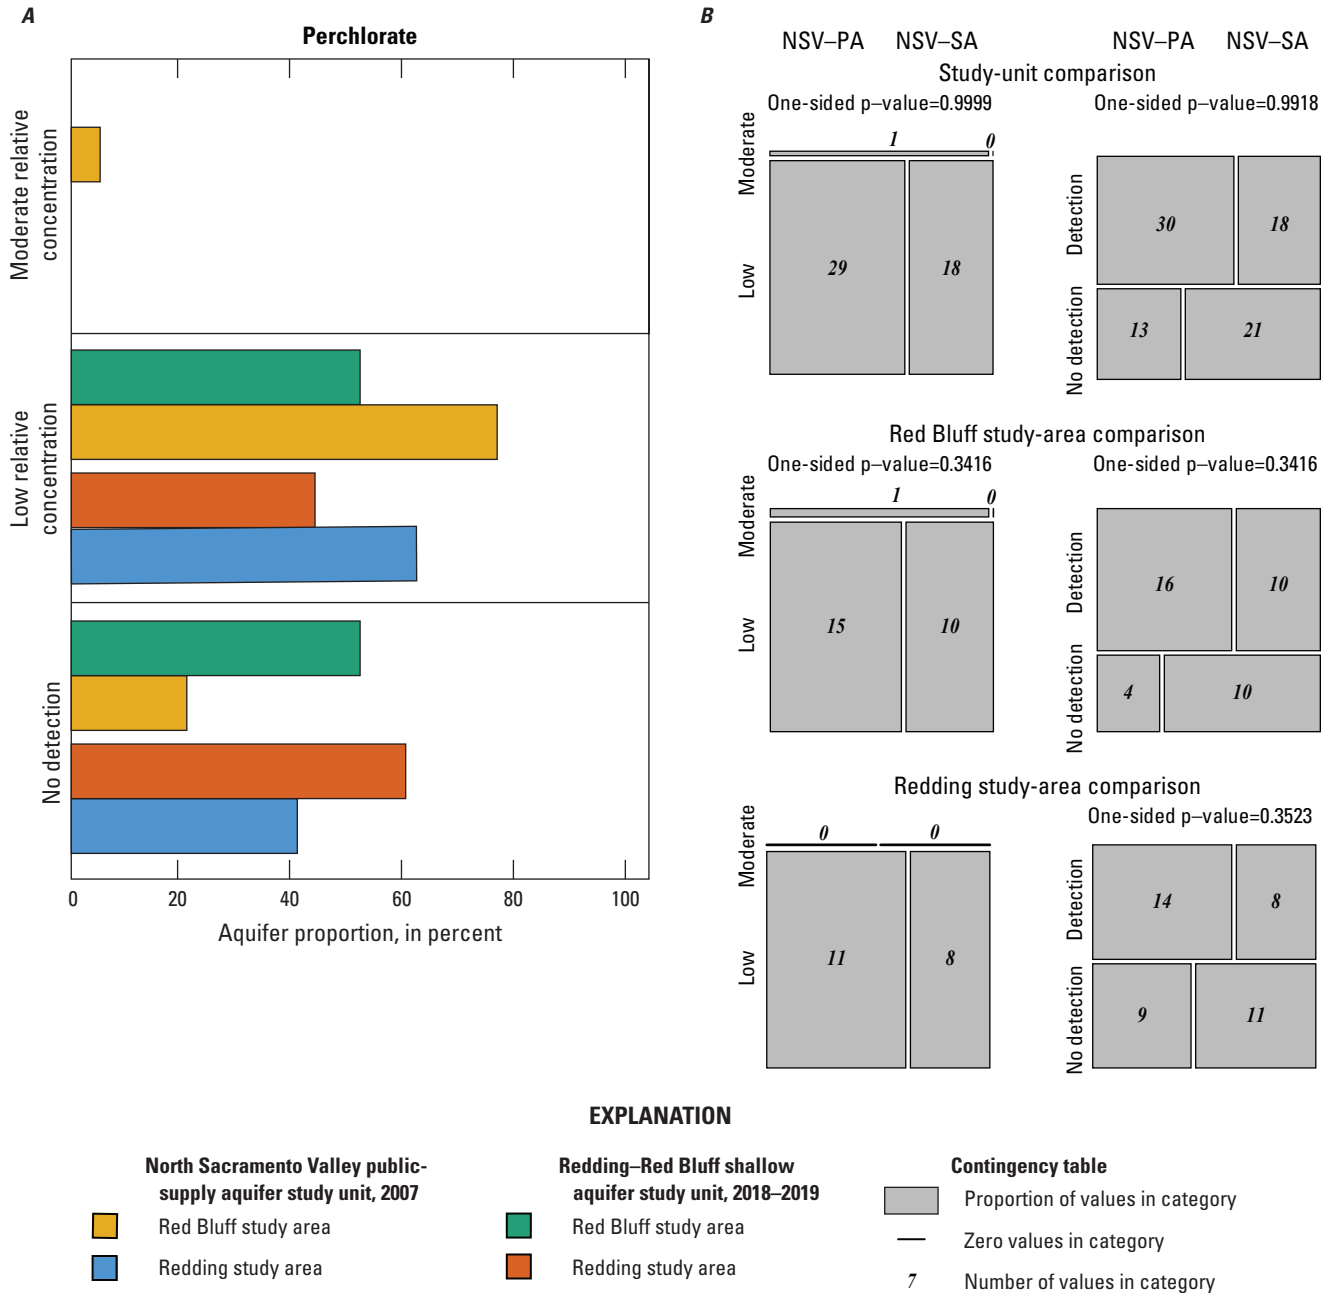 A
Perchlorate
Moderate relative
concentration
Low relative
concentration
No detection
0 20 40 60 80 100
Aquifer proportion, in percent
B
NSV–PA NSV–SA NSV–PA NSV–SA
Study-unit comparison
One-sided p–value=0.9999 One-sided p–value=0.9918
Moderate
1 0
Low
29 18
Detection
30 18
No detection
13 21
Red Bluff study-area comparison
One-sided p–value=0.3416 One-sided p–value=0.3416
Moderate
1 0
Low
15 10
Detection
16 10
No detection
4 10
Redding study-area comparison
One-sided p–value=0.3523
Moderate
0 0
Low
11 8
Detection
14 8
No detection
9 11
EXPLANATION
North Sacramento Valley public-
supply aquifer study unit, 2007
Red Bluff study area
Redding study area
Redding–Red Bluff shallow
aquifer study unit, 2018–2019
Red Bluff study area
Redding study area
Contingency table
Proportion of values in category
Zero values in category
7 Number of values in category